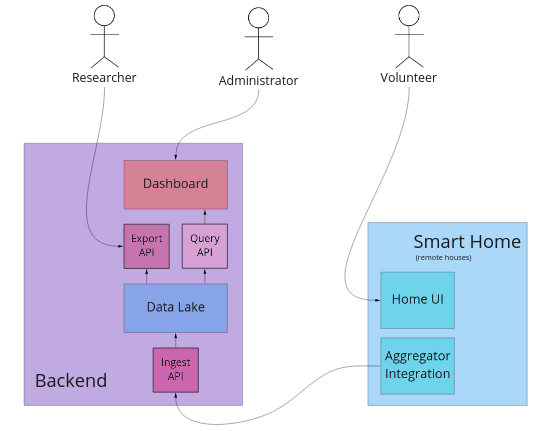 Researcher
Administrator
Volunteer
Dashboard
Export
API
Query
API
Data Lake
Ingest
API
Backend
Smart Home
(remote houses)
Home UI
Aggregator
Integration